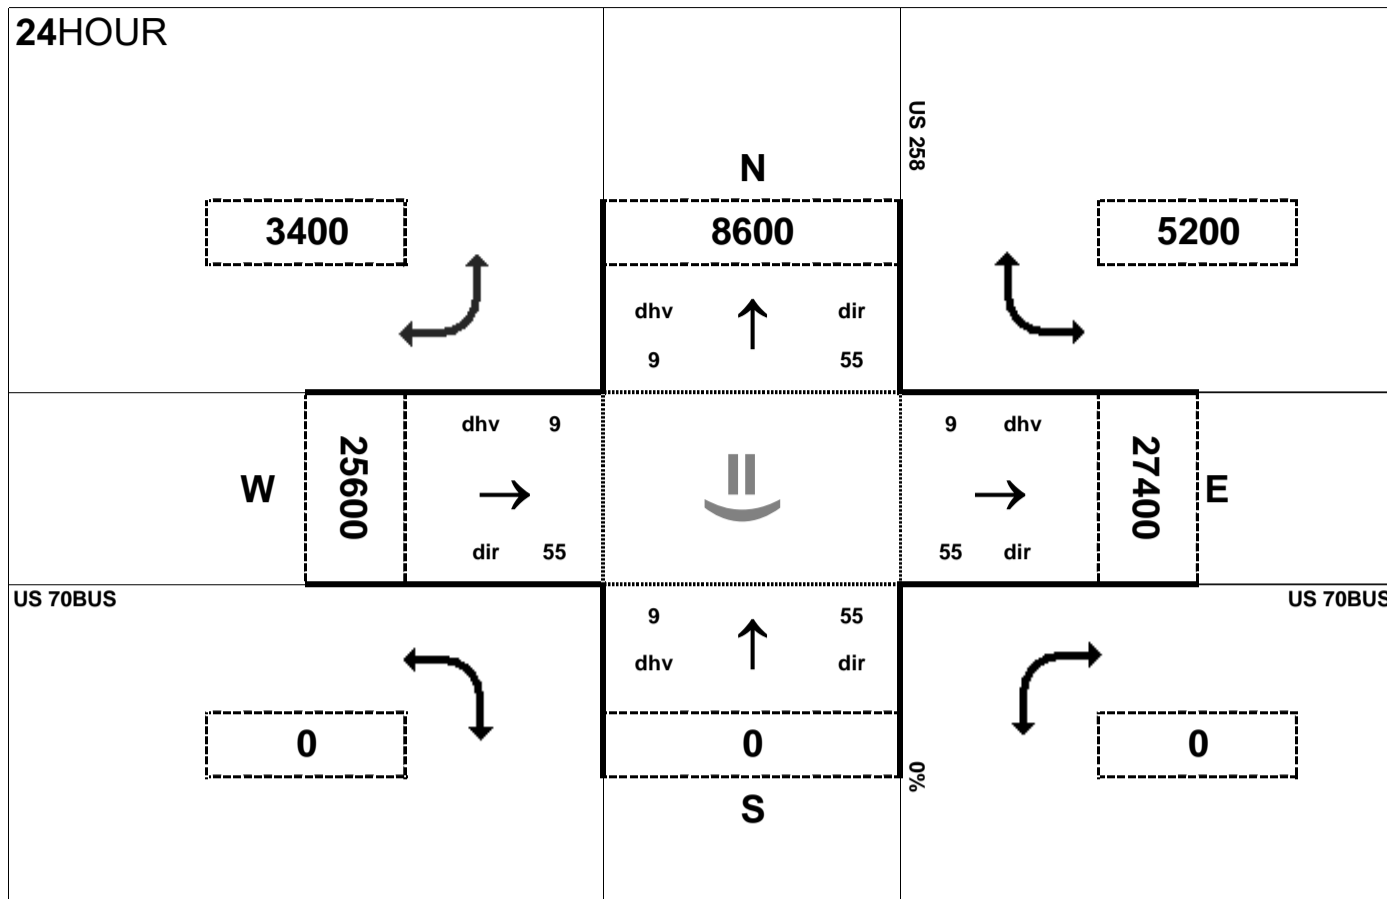 24HOUR
US 258
N
3400
8600
5200
dhv
dir
9
55
dhv 9
9 dhv
W
25600
27400
E
dir 55
55 dir
US 70BUS
US 70BUS
9
55
dhv
dir
0
0
0
0%
S